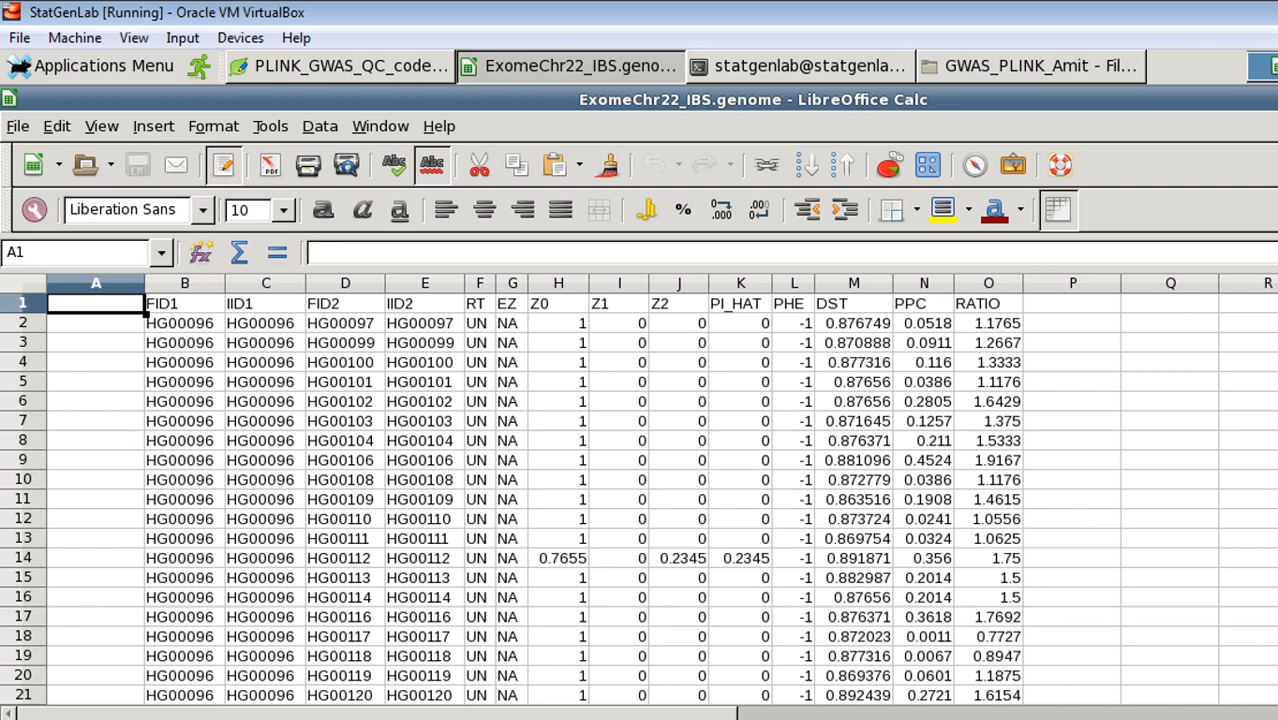 StatGenLab [Running] - Oracle VM VirtualBox
File Machine View Input Devices Help
Applications Menu PLINK_GWAS_QC_code... ExomeChr22_IBS.geno... statgenlab@statgenla... GWAS_PLINK_Amit - Fil...
ExomeChr22_IBS.genome - LibreOffice Calc
File Edit View Insert Format Tools Data Window Help
Liberation Sans 10
A1
A B C D E F G H I J K L M N O P Q R
1 FID1 IID1 FID2 IID2 RT EZ Z0 Z1 Z2 PI_HAT PHE DST PPC RATIO
2 HG00096 HG00096 HG00097 HG00097 UN NA 1 0 0 0 -1 0.876749 0.0518 1.1765
3 HG00096 HG00096 HG00099 HG00099 UN NA 1 0 0 0 -1 0.870888 0.0911 1.2667
4 HG00096 HG00096 HG00100 HG00100 UN NA 1 0 0 0 -1 0.877316 0.116 1.3333
5 HG00096 HG00096 HG00101 HG00101 UN NA 1 0 0 0 -1 0.87656 0.0386 1.1176
6 HG00096 HG00096 HG00102 HG00102 UN NA 1 0 0 0 -1 0.87656 0.2805 1.6429
7 HG00096 HG00096 HG00103 HG00103 UN NA 1 0 0 0 -1 0.871645 0.1257 1.375
8 HG00096 HG00096 HG00104 HG00104 UN NA 1 0 0 0 -1 0.876371 0.211 1.5333
9 HG00096 HG00096 HG00106 HG00106 UN NA 1 0 0 0 -1 0.881096 0.4524 1.9167
10 HG00096 HG00096 HG00108 HG00108 UN NA 1 0 0 0 -1 0.872779 0.0386 1.1176
11 HG00096 HG00096 HG00109 HG00109 UN NA 1 0 0 0 -1 0.863516 0.1908 1.4615
12 HG00096 HG00096 HG00110 HG00110 UN NA 1 0 0 0 -1 0.873724 0.0241 1.0556
13 HG00096 HG00096 HG00111 HG00111 UN NA 1 0 0 0 -1 0.869754 0.0324 1.0625
14 HG00096 HG00096 HG00112 HG00112 UN NA 0.7655 0 0.2345 0.2345 -1 0.891871 0.356 1.75
15 HG00096 HG00096 HG00113 HG00113 UN NA 1 0 0 0 -1 0.882987 0.2014 1.5
16 HG00096 HG00096 HG00114 HG00114 UN NA 1 0 0 0 -1 0.87656 0.2014 1.5
17 HG00096 HG00096 HG00116 HG00116 UN NA 1 0 0 0 -1 0.876371 0.3618 1.7692
18 HG00096 HG00096 HG00117 HG00117 UN NA 1 0 0 0 -1 0.872023 0.0011 0.7727
19 HG00096 HG00096 HG00118 HG00118 UN NA 1 0 0 0 -1 0.877316 0.0067 0.8947
20 HG00096 HG00096 HG00119 HG00119 UN NA 1 0 0 0 -1 0.869376 0.0601 1.1875
21 HG00096 HG00096 HG00120 HG00120 UN NA 1 0 0 0 -1 0.892439 0.2721 1.6154